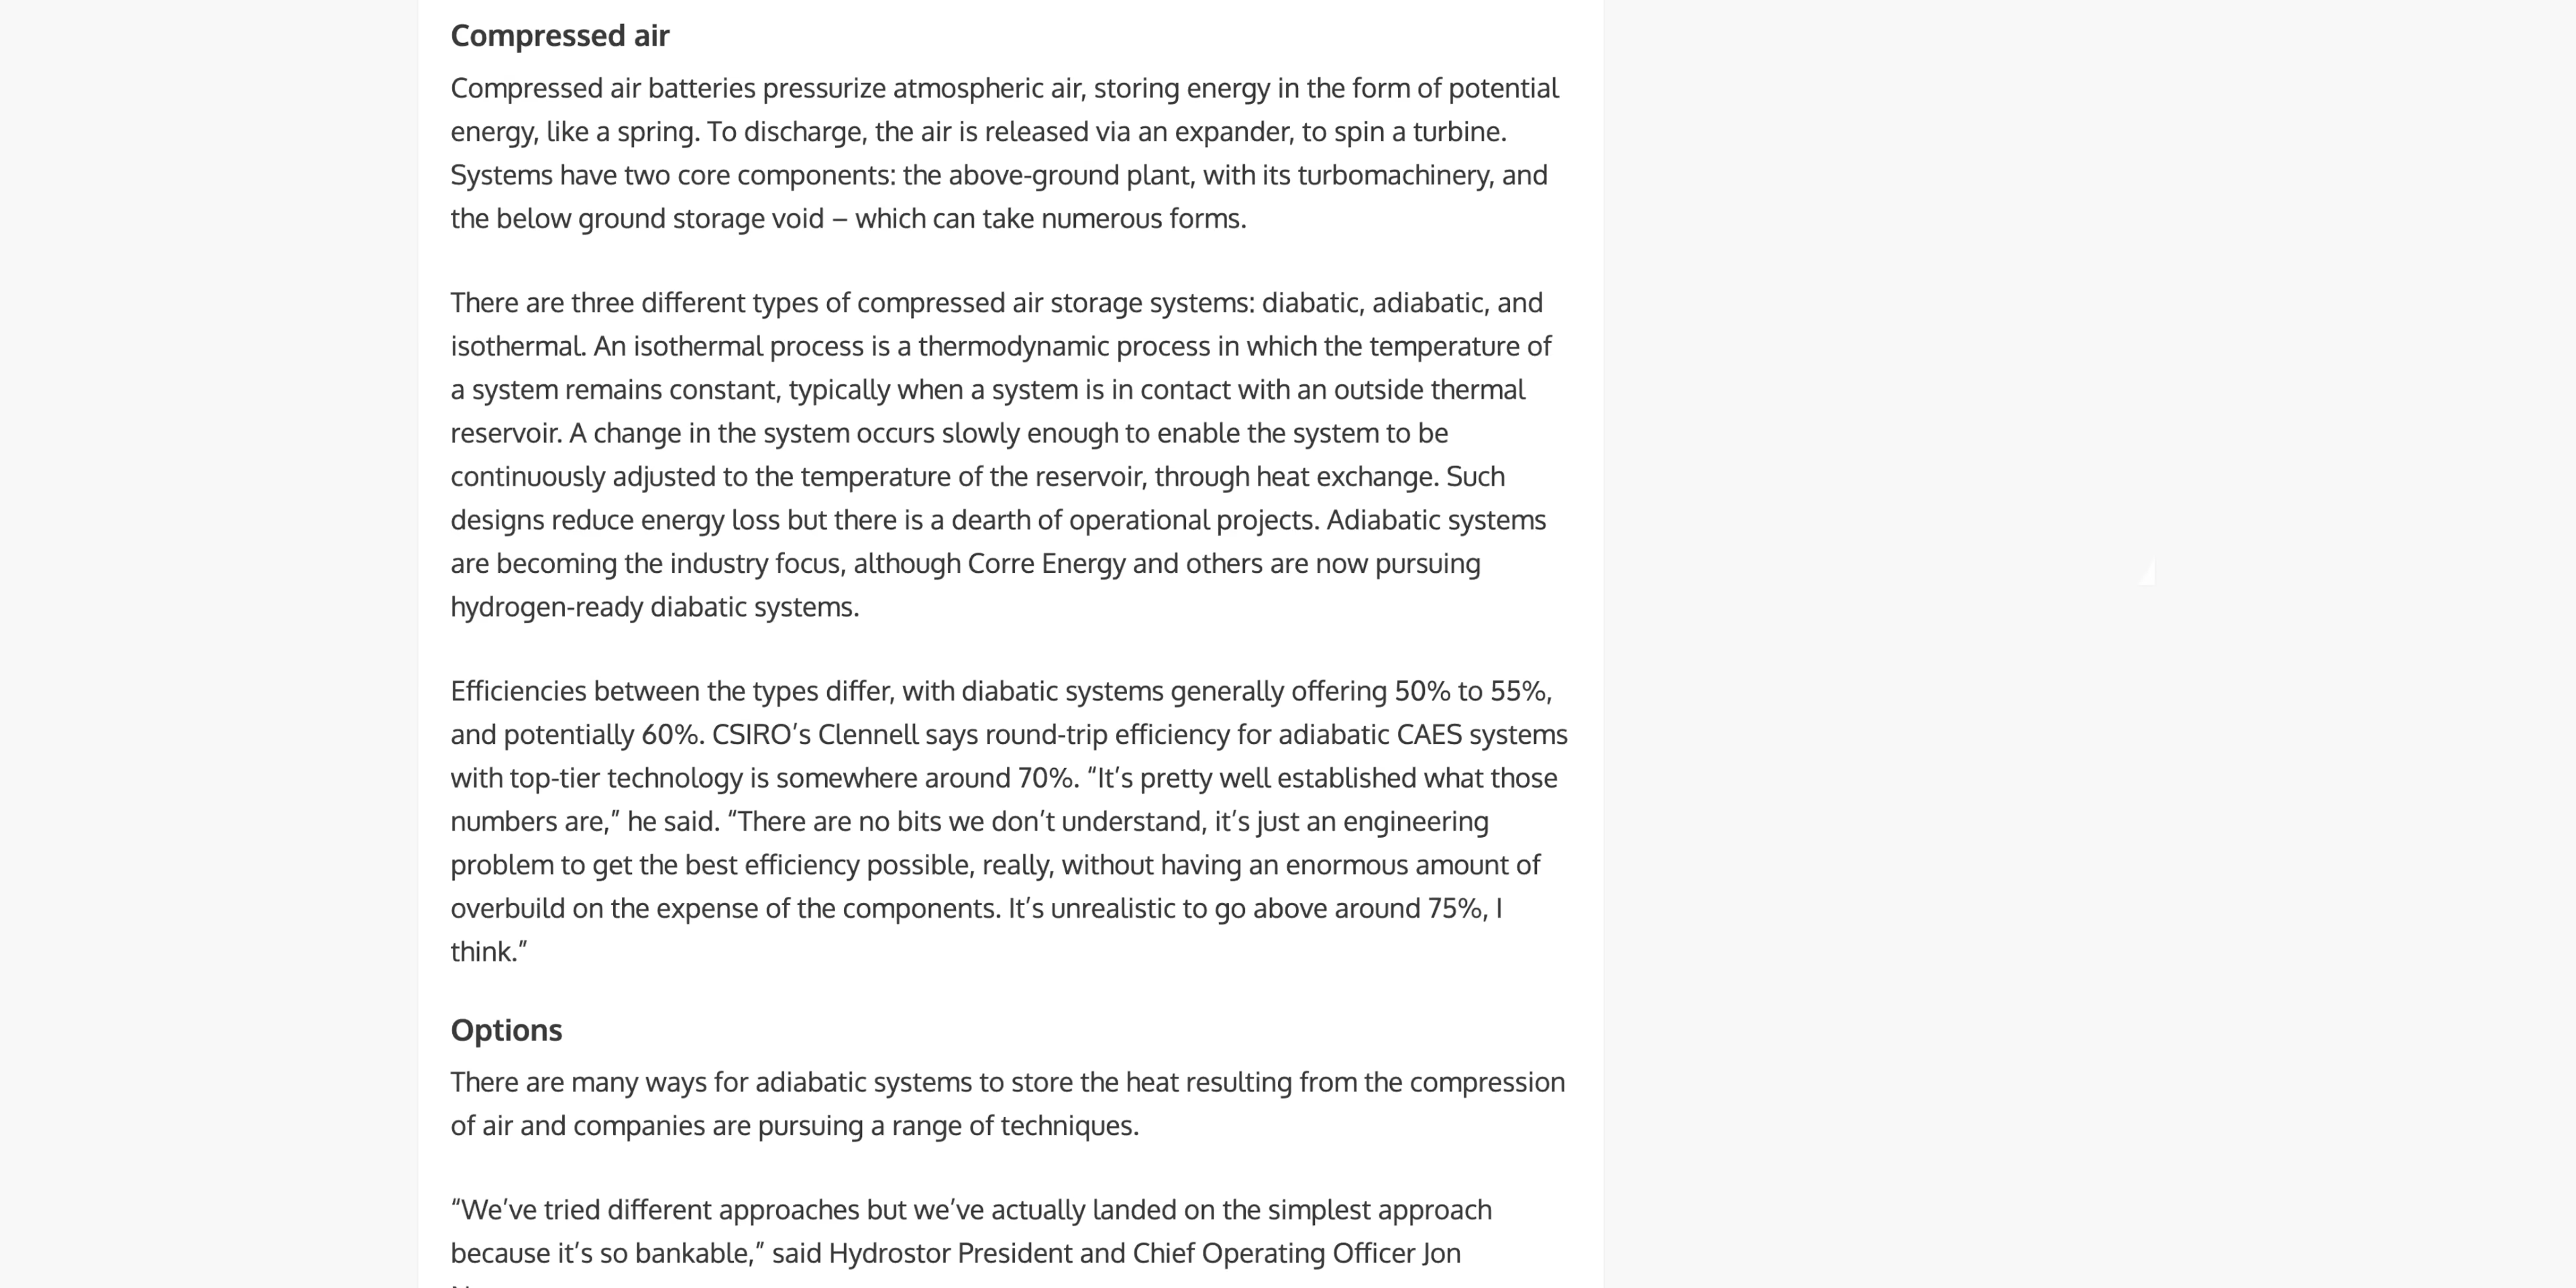 Compressed air
Compressed air batteries pressurize atmospheric air, storing energy in the form of potential
energy, like a spring. To discharge, the air is released via an expander, to spin a turbine.
Systems have two core components: the above-ground plant, with its turbomachinery, and
the below ground storage void – which can take numerous forms.
There are three different types of compressed air storage systems: diabatic, adiabatic, and
isothermal. An isothermal process is a thermodynamic process in which the temperature of
a system remains constant, typically when a system is in contact with an outside thermal
reservoir. A change in the system occurs slowly enough to enable the system to be
continuously adjusted to the temperature of the reservoir, through heat exchange. Such
designs reduce energy loss but there is a dearth of operational projects. Adiabatic systems
are becoming the industry focus, although Corre Energy and others are now pursuing
hydrogen-ready diabatic systems.
Efficiencies between the types differ, with diabatic systems generally offering 50% to 55%,
and potentially 60%. CSIRO’s Clennell says round-trip efficiency for adiabatic CAES systems
with top-tier technology is somewhere around 70%. “It’s pretty well established what those
numbers are,” he said. “There are no bits we don’t understand, it’s just an engineering
problem to get the best efficiency possible, really, without having an enormous amount of
overbuild on the expense of the components. It’s unrealistic to go above around 75%, I
think.”
Options
There are many ways for adiabatic systems to store the heat resulting from the compression
of air and companies are pursuing a range of techniques.
“We’ve tried different approaches but we’ve actually landed on the simplest approach
because it’s so bankable,” said Hydrostor President and Chief Operating Officer Jon